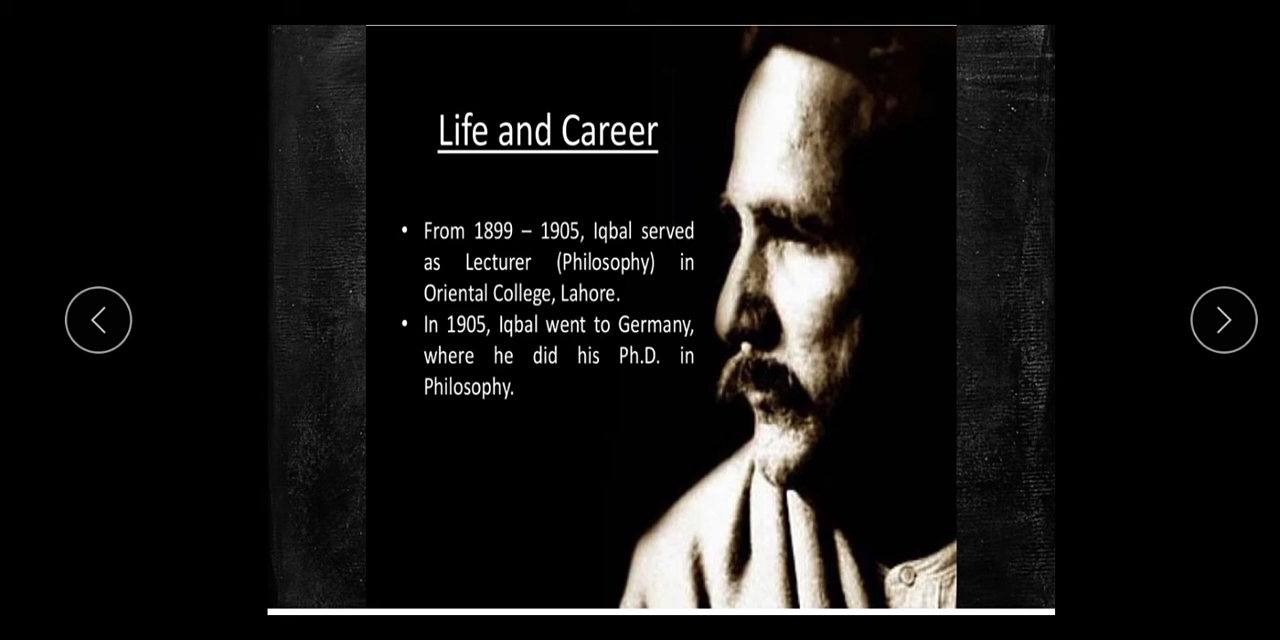 Life and Career
• From 1899 – 1905, Iqbal served
as Lecturer (Philosophy) in
Oriental College, Lahore.
• In 1905, Iqbal went to Germany,
where he did his Ph.D. in
Philosophy.